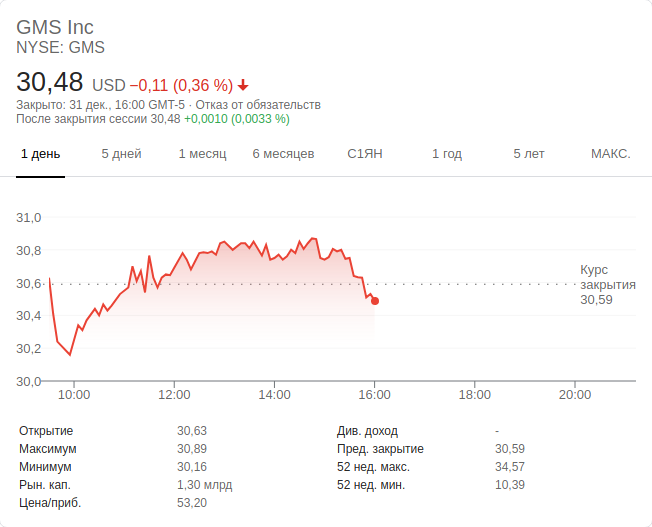 GMS Inc
NYSE: GMS
30,48 USD −0,11 (0,36 %)
Закрыто: 31 дек., 16:00 GMT-5 · Отказ от обязательств
После закрытия сессии 30,48 +0,0010 (0,0033 %)
1 день 5 дней 1 месяц 6 месяцев С1ЯН 1 год 5 лет МАКС.
31,0
30,8
30,6
30,4
30,2
30,0
Курс
закрытия
30,59
10:00 12:00 14:00 16:00 18:00 20:00
Открытие 30,63
Максимум 30,89
Минимум 30,16
Рын. кап. 1,30 млрд
Цена/приб. 53,20
Див. доход -
Пред. закрытие 30,59
52 нед. макс. 34,57
52 нед. мин. 10,39